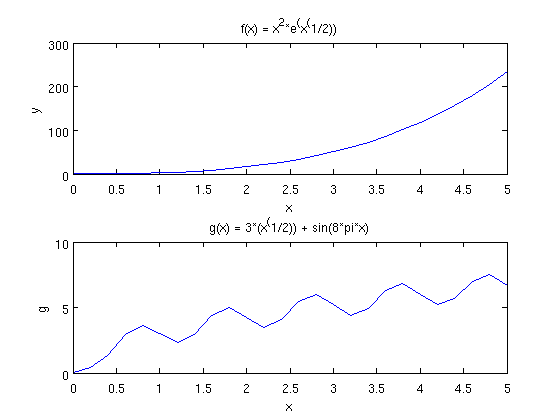 f(x) = x^2*e^(x^(1/2))
300
200
100
0
y
0 0.5 1 1.5 2 2.5 3 3.5 4 4.5 5
x
g(x) = 3*(x^(1/2)) + sin(8*pi*x)
10
5
0
g
0 0.5 1 1.5 2 2.5 3 3.5 4 4.5 5
x